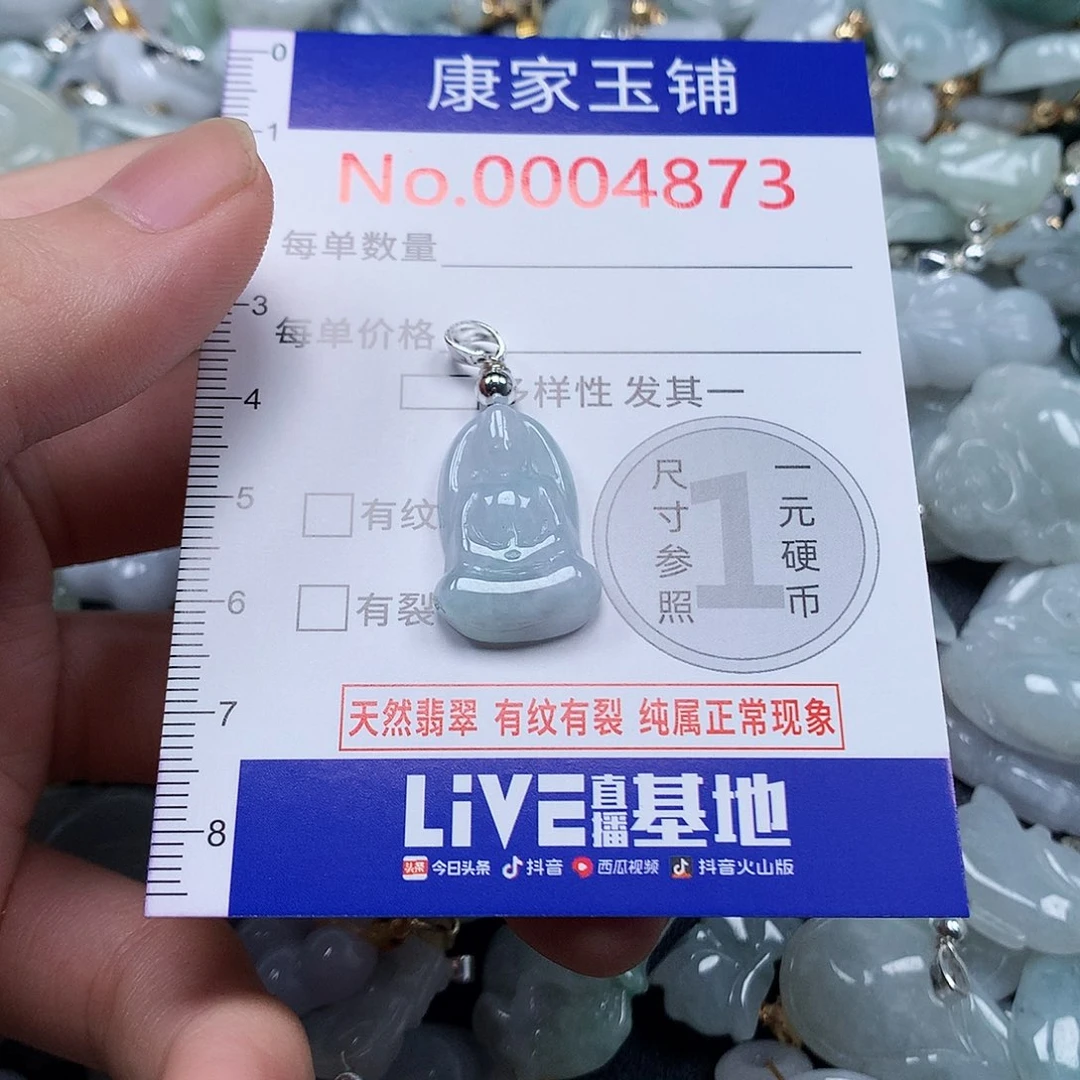 0
康家玉铺
1
No.0004873
每单数量
3
每单价格
4
多样性 发其一
尺寸参照
1
一元硬币
5
有纹
6
有裂
7
天然翡翠 有纹有裂 纯属正常现象
LiVE直播基地
8
头条 今日头条 抖音 西瓜视频 抖音火山版